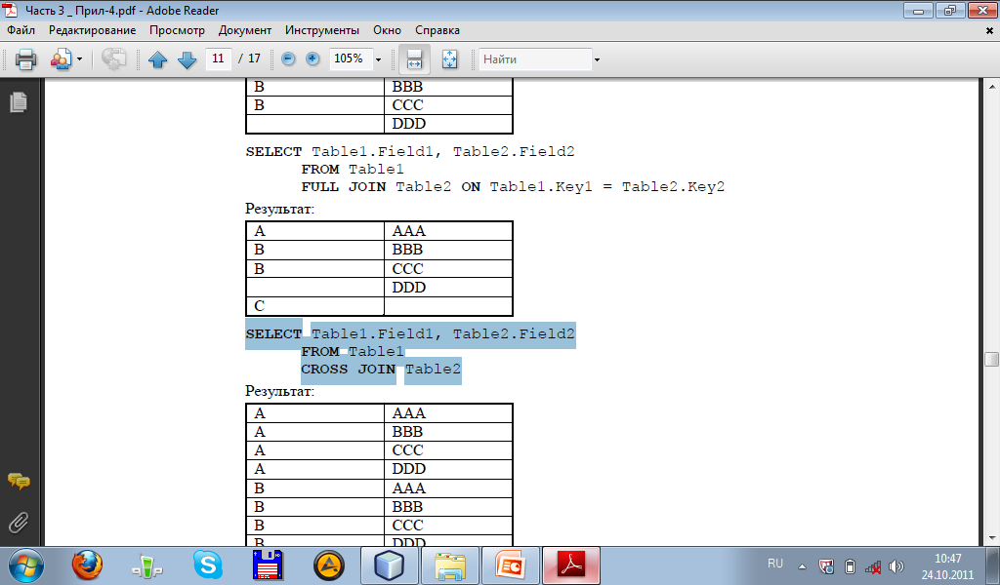 Часть 3 _ Прил-4.pdf - Adobe Reader
Файл Редактирование Просмотр Документ Инструменты Окно Справка
11 / 17 105% Найти
B BBB
B CCC
DDD
SELECT Table1.Field1, Table2.Field2
FROM Table1
FULL JOIN Table2 ON Table1.Key1 = Table2.Key2
Результат:
A AAA
B BBB
B CCC
DDD
C
SELECT Table1.Field1, Table2.Field2
FROM Table1
CROSS JOIN Table2
Результат:
A AAA
A BBB
A CCC
A DDD
B AAA
B BBB
B CCC
B DDD
RU
10:47
24.10.2011